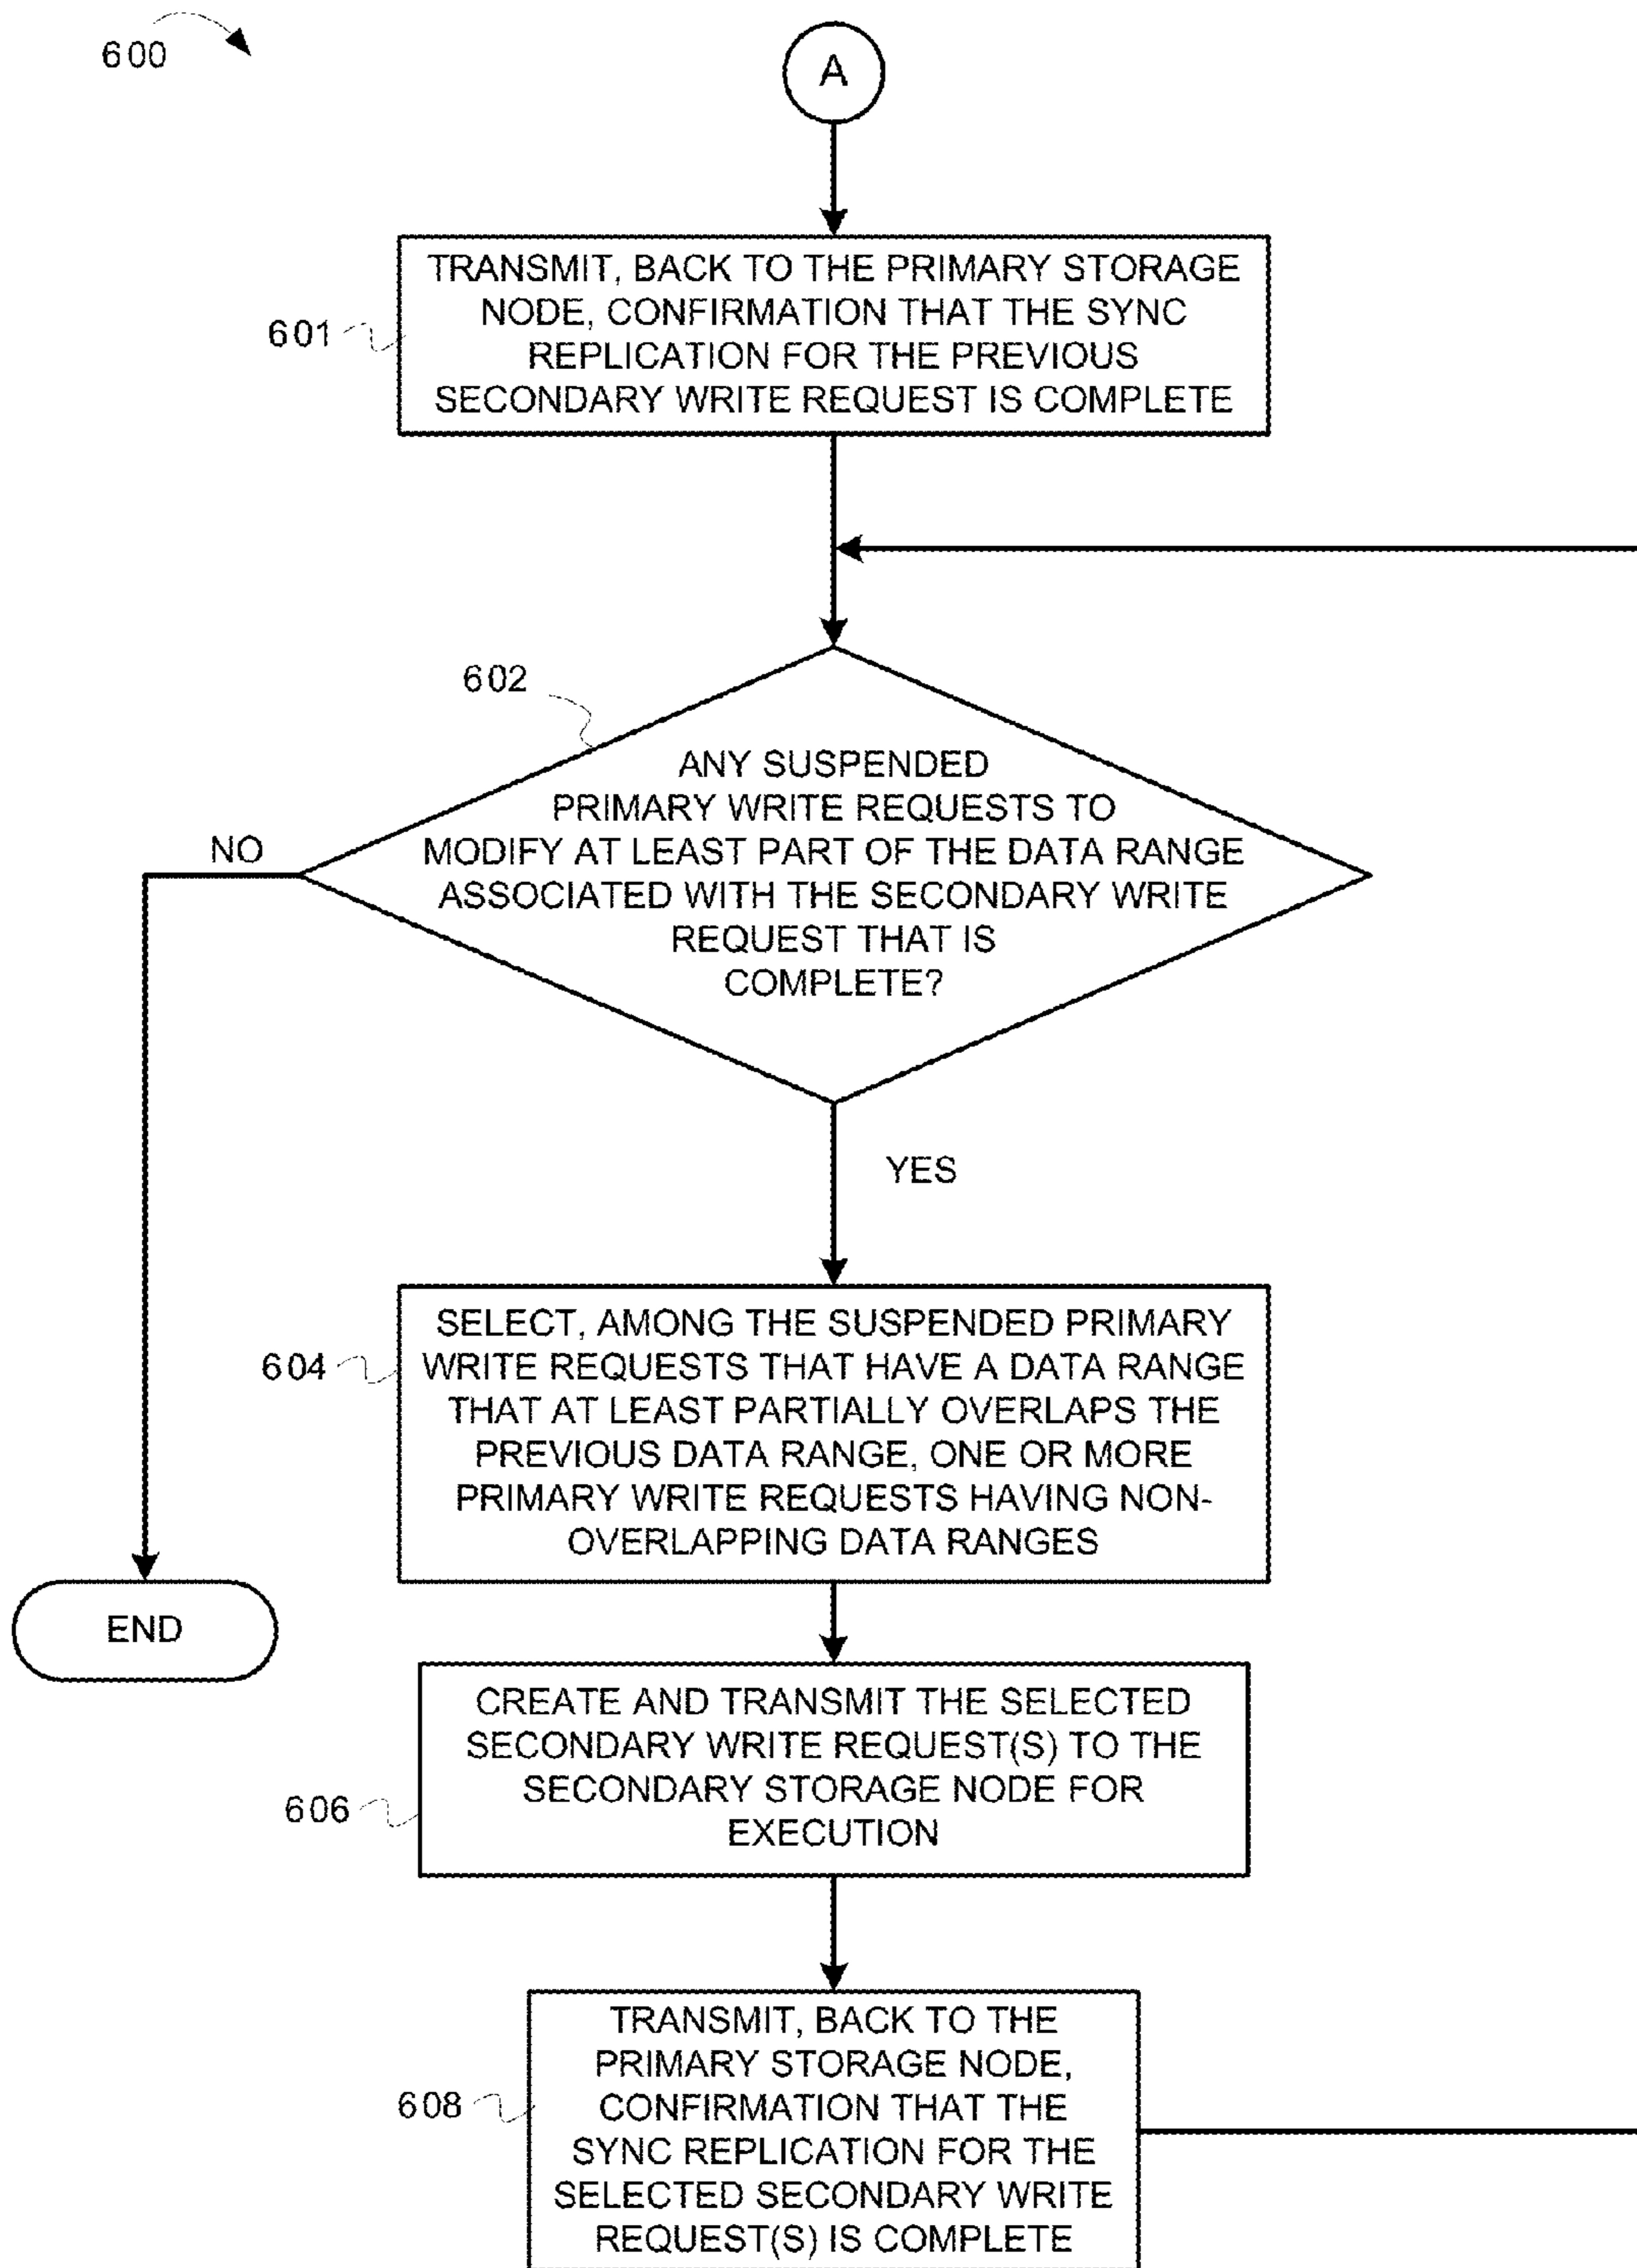 600
A
TRANSMIT, BACK TO THE PRIMARY STORAGE
NODE, CONFIRMATION THAT THE SYNC
REPLICATION FOR THE PREVIOUS
SECONDARY WRITE REQUEST IS COMPLETE
601
602
ANY SUSPENDED
PRIMARY WRITE REQUESTS TO
MODIFY AT LEAST PART OF THE DATA RANGE
ASSOCIATED WITH THE SECONDARY WRITE
REQUEST THAT IS
COMPLETE?
NO
YES
SELECT, AMONG THE SUSPENDED PRIMARY
WRITE REQUESTS THAT HAVE A DATA RANGE
THAT AT LEAST PARTIALLY OVERLAPS THE
PREVIOUS DATA RANGE, ONE OR MORE
PRIMARY WRITE REQUESTS HAVING NON-
OVERLAPPING DATA RANGES
604
END
CREATE AND TRANSMIT THE SELECTED
SECONDARY WRITE REQUEST(S) TO THE
SECONDARY STORAGE NODE FOR
EXECUTION
606
TRANSMIT, BACK TO THE
PRIMARY STORAGE NODE,
CONFIRMATION THAT THE
SYNC REPLICATION FOR THE
SELECTED SECONDARY WRITE
REQUEST(S) IS COMPLETE
608